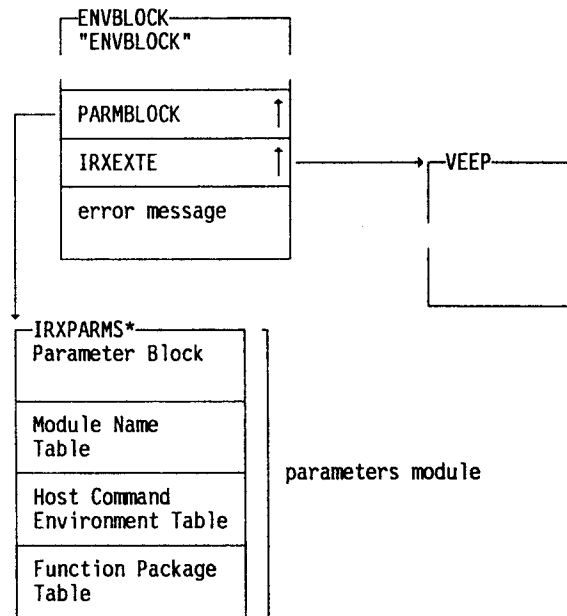 ENVBLOCK
"ENVBLOCK"
PARMBLOCK ↑
IRXEXTE ↑
VEEP
error message
IRXPARMS*
Parameter Block
Module Name
Table
parameters module
Host Command
Environment Table
Function Package
Table